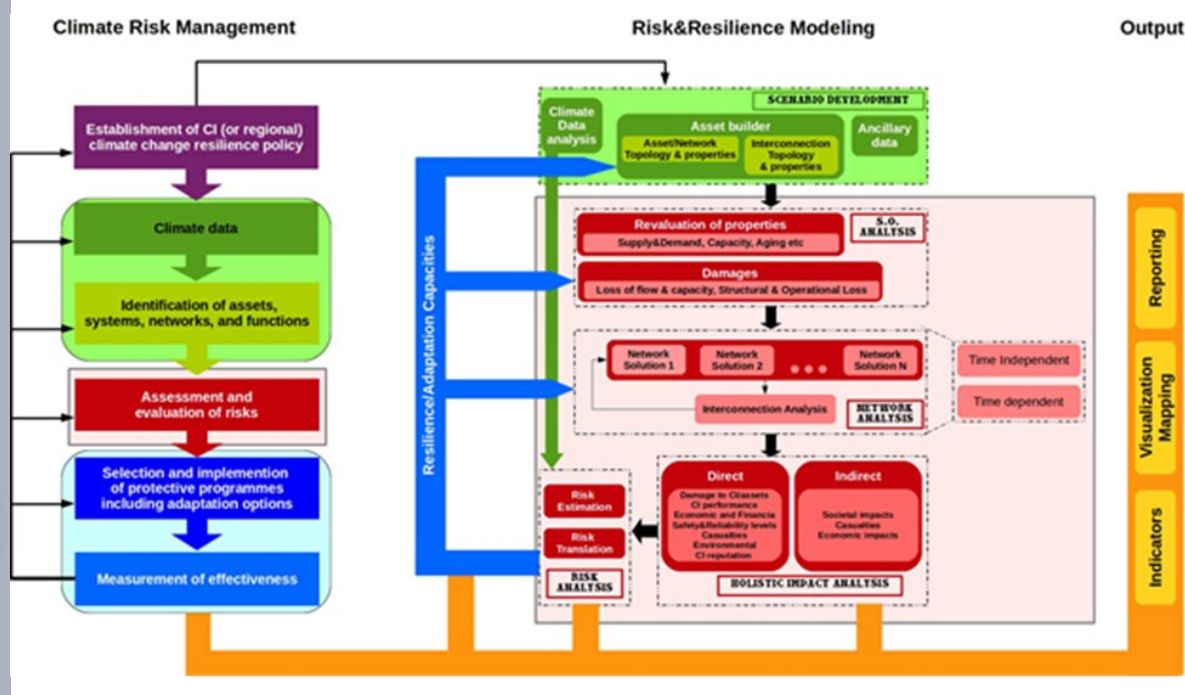 Climate Risk Management
Risk&Resilience Modeling
Output
Establishment of CI (or regional)
climate change resilience policy
Climate data
Identification of assets,
systems, networks, and functions
Assessment and
evaluation of risks
Selection and implemention
of protective programmes
including adaptation options
Measurement of effectiveness
Resilience/Adaptation Capacities
SCENARIO DEVELOPMENT
Climate
Data
analysis
Asset builder
Asset/Network
Topology & properties
Interconnection
Topology
& properties
Ancillary
data
Revaluation of properties
Supply&Demand, Capacity, Aging etc
S.O.
ANALYSIS
Damages
Loss of flow & capacity, Structural & Operational Loss
Network
Solution 1
Network
Solution 2
Network
Solution N
Interconnection Analysis
NETWORK
ANALYSIS
Time Independent
Time dependent
Risk
Estimation
Risk
Translation
RISK
ANALYSIS
Direct
Damage to CI/assets
CI performance
Economic and Financia
Safety&Reliability levels
Casualties
Environmental
CI reputation
Indirect
Societal impacts
Casualties
Economic impacts
HOLISTIC IMPACT ANALYSIS
Reporting
Visualization
Mapping
Indicators